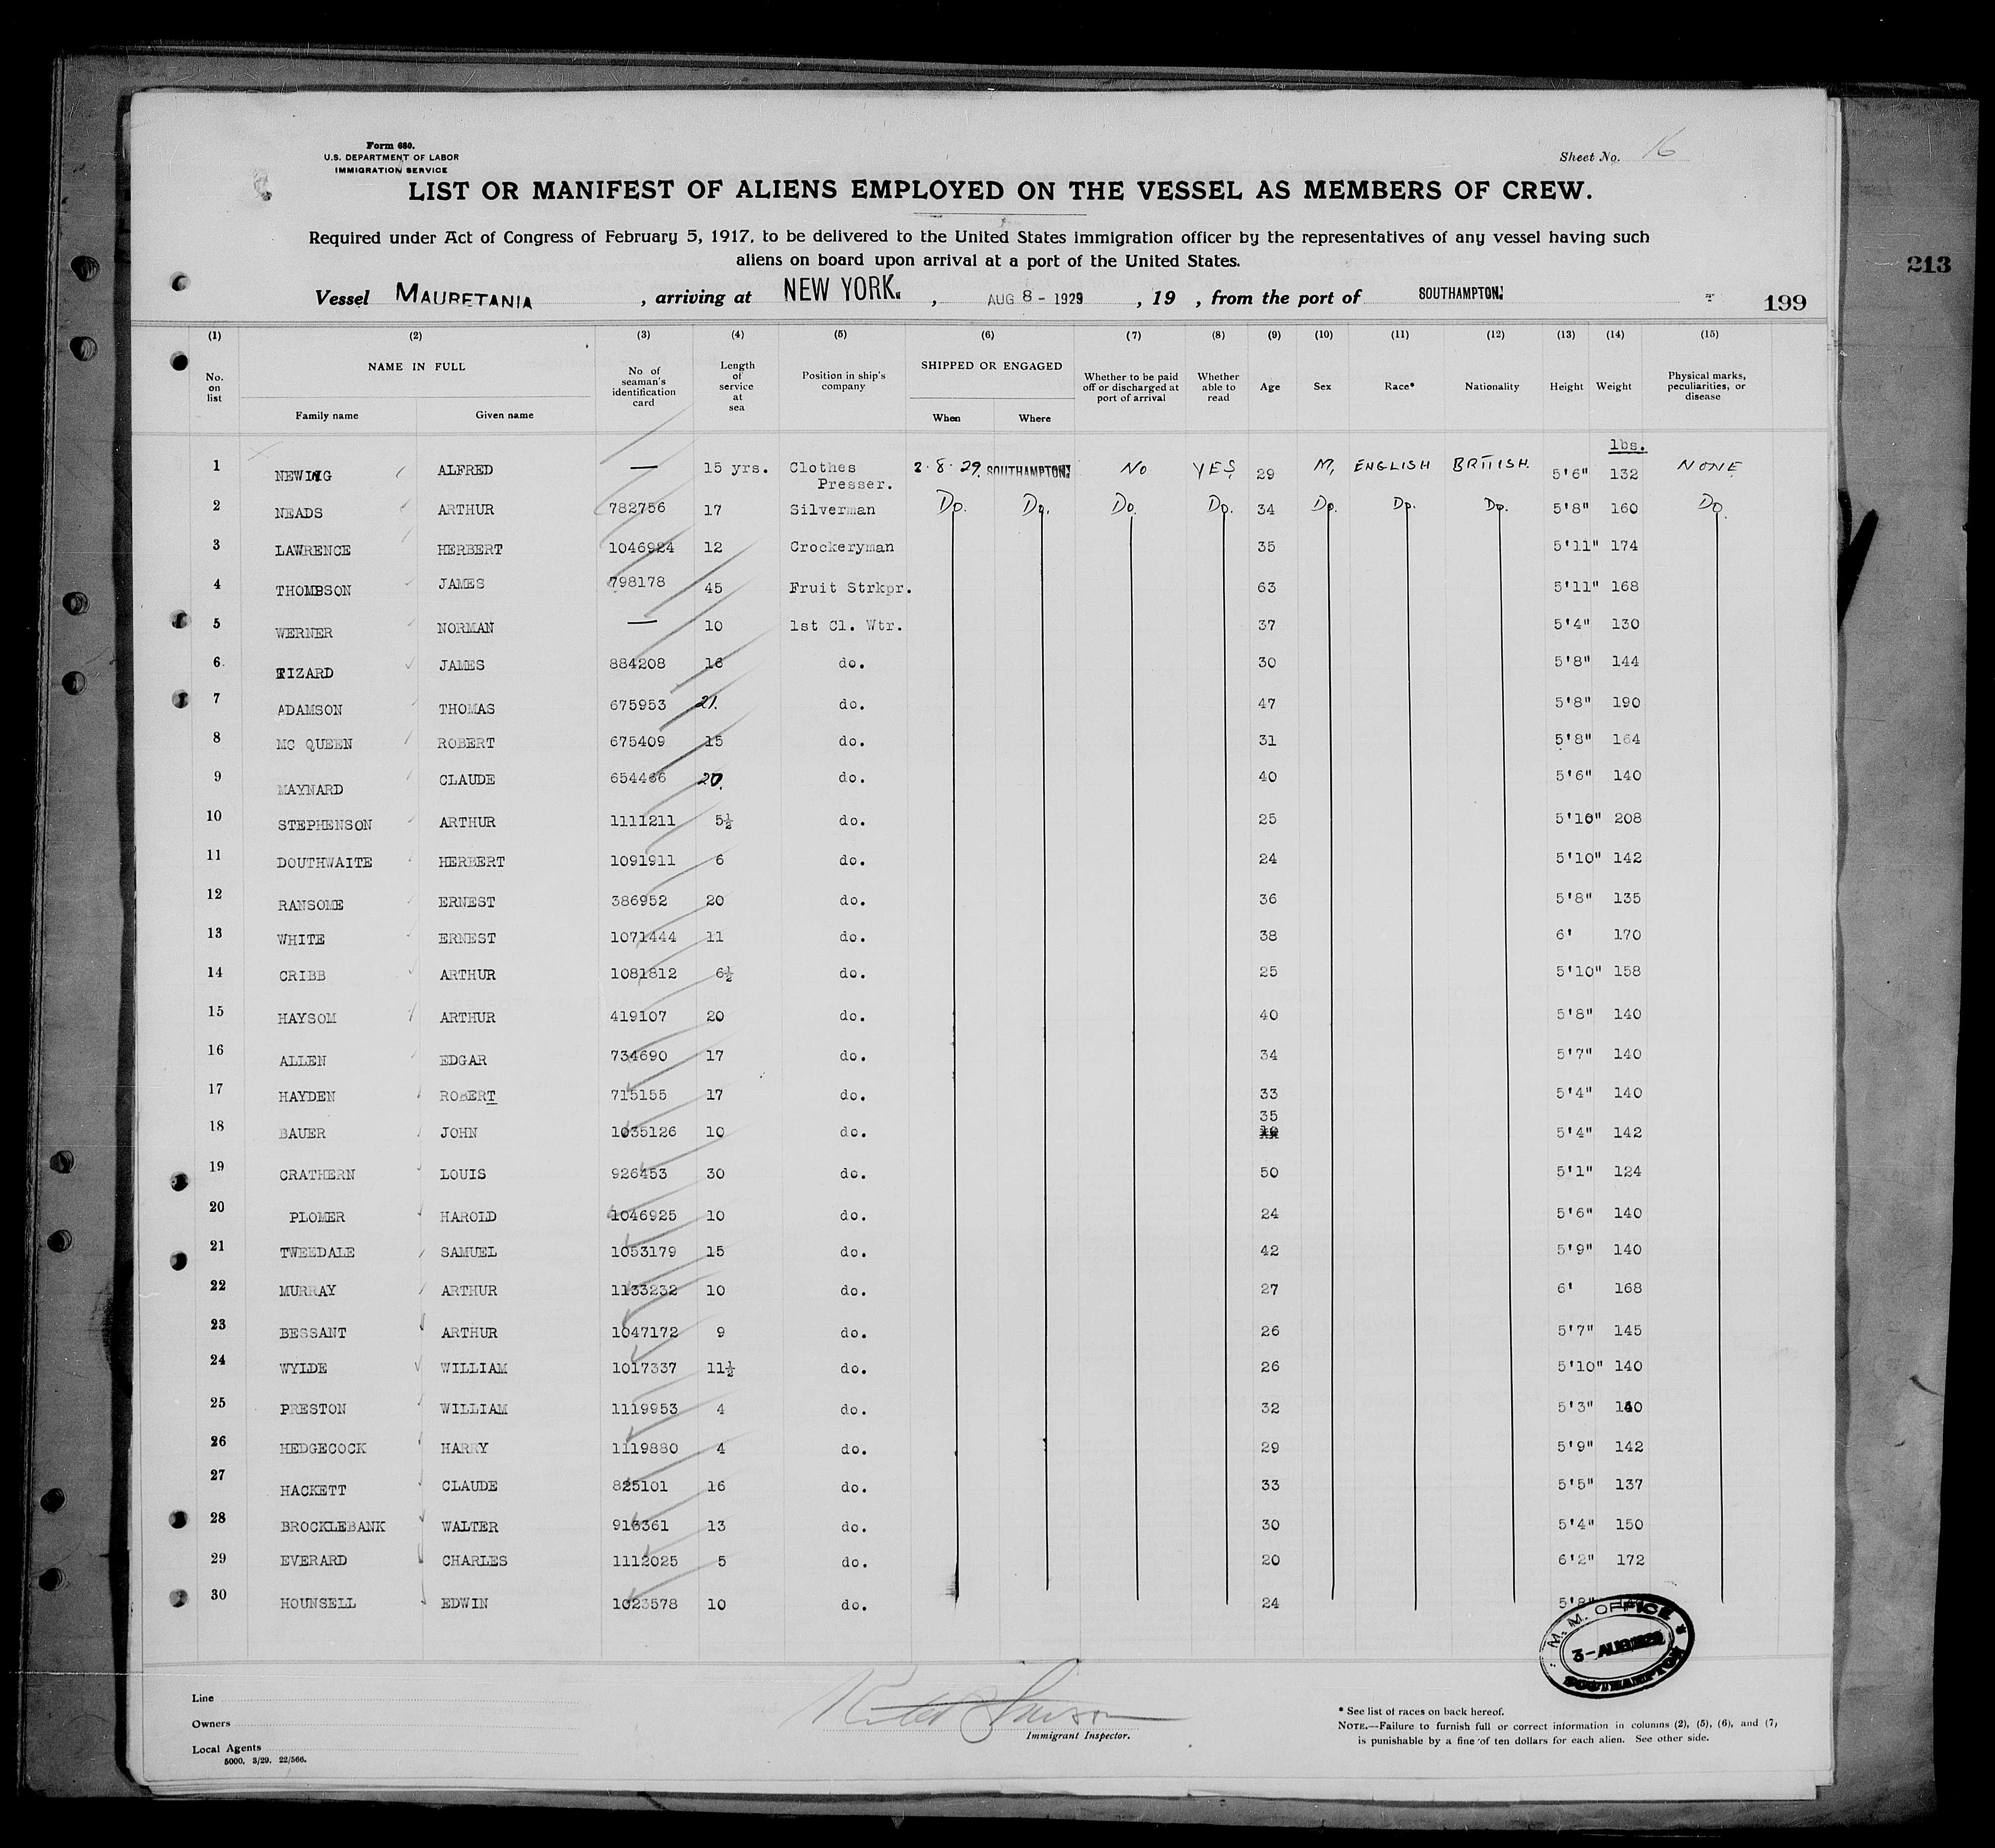 Form 680.
U.S. DEPARTMENT OF LABOR
IMMIGRATION SERVICE
Sheet No. 16
LIST OR MANIFEST OF ALIENS EMPLOYED ON THE VESSEL AS MEMBERS OF CREW.
Required under Act of Congress of February 5, 1917, to be delivered to the United States immigration officer by the representatives of any vessel having such
aliens on board upon arrival at a port of the United States.
213
Vessel MAURETANIA , arriving at NEW YORK. , AUG 8 - 1929 , 19 , from the port of SOUTHAMPTON. 199
(1) (2) (3) (4) (5) (6) (7) (8) (9) (10) (11) (12) (13) (14) (15)
No. on list NAME IN FULL Family name Given name No of seaman's identification card Length of service at sea Position in ship's company SHIPPED OR ENGAGED When Where Whether to be paid off or discharged at port of arrival Whether able to read Age Sex Race* Nationality Height Weight Physical marks, peculiarities, or disease
lbs.
1 NEWING ALFRED — 15 yrs. Clothes Presser. 2.8.29. SOUTHAMPTON. NO YES 29 M, ENGLISH BRITISH. 5'6" 132 NONE
2 NEADS ARTHUR 782756 17 Silverman Do. Do. Do. Do. 34 Do. Do. Do. 5'8" 160 Do.
3 LAWRENCE HERBERT 1046984 12 Crockeryman 35 5'11" 174
4 THOMPSON JAMES 798178 45 Fruit Strkpr. 63 5'11" 168
5 WERNER NORMAN — 10 1st Cl. Wtr. 37 5'4" 130
6. TIZARD JAMES 884208 16 do. 30 5'8" 144
7 ADAMSON THOMAS 675953 21. do. 47 5'8" 190
8 MC QUEEN ROBERT 675409 15 do. 31 5'8" 164
9 MAYNARD CLAUDE 654466 20. do. 40 5'6" 140
10 STEPHENSON ARTHUR 1111211 5½ do. 25 5'10" 208
11 DOUTHWAITE HERBERT 1091911 6 do. 24 5'10" 142
12 RANSOME ERNEST 386952 20 do. 36 5'8" 135
13 WHITE ERNEST 1071444 11 do. 38 6' 170
14 CRIBB ARTHUR 1081812 6½ do. 25 5'10" 158
15 HAYSOM ARTHUR 419107 20 do. 40 5'8" 140
16 ALLEN EDGAR 734690 17 do. 34 5'7" 140
17 HAYDEN ROBERT 715155 17 do. 33 5'4" 140
18 BAUER JOHN 1035126 10 do. 35 5'4" 142
19 CRATHERN LOUIS 926453 30 do. 50 5'1" 124
20 PLOMER HAROLD 1046925 10 do. 24 5'6" 140
21 TWEEDALE SAMUEL 1053179 15 do. 42 5'9" 140
22 MURRAY ARTHUR 1133232 10 do. 27 6' 168
23 BESSANT ARTHUR 1047172 9 do. 26 5'7" 145
24 WYLDE WILLIAM 1017337 11½ do. 26 5'10" 140
25 PRESTON WILLIAM 1119953 4 do. 32 5'3" 140
26 HEDGECOCK HARRY 1119880 4 do. 29 5'9" 142
27 HACKETT CLAUDE 825101 16 do. 33 5'5" 137
28 BROCKLEBANK WALTER 913361 13 do. 30 5'4" 150
29 EVERARD CHARLES 1112025 5 do. 20 6'2" 172
30 HOUNSELL EDWIN 1023578 10 do. 24 5'8"
M. M. OFFICE
3-AUG 1929
SOUTHAMPTON
Line
Owners
Local Agents
5000. 3/29. 22/566.
Immigrant Inspector.
* See list of races on back hereof.
NOTE.—Failure to furnish full or correct information in columns (2), (5), (6), and (7,
is punishable by a fine of ten dollars for each alien. See other side.